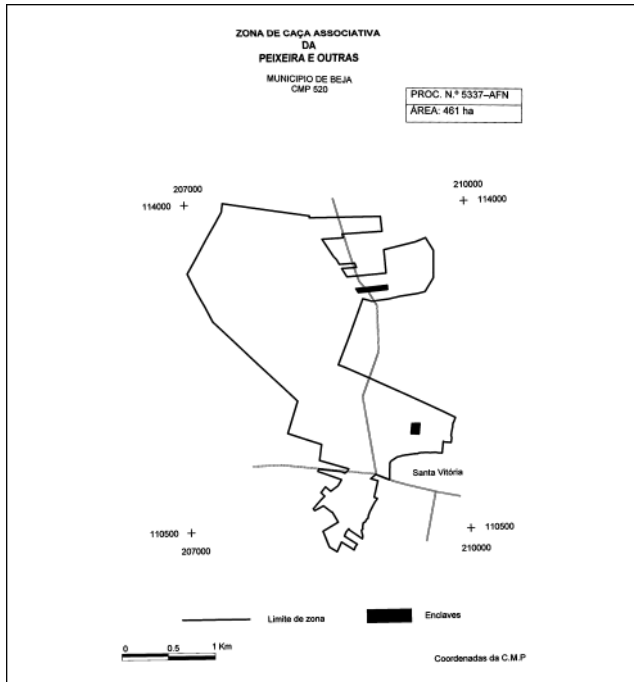 ZONA DE CAÇA ASSOCIATIVA
DA
PEIXEIRA E OUTRAS
MUNICIPIO DE BEJA
CMP 520
PROC. N.º 5337–AFN
ÁREA: 461 ha
207000
114000
210000
114000
Santa Vitória
110500
207000
110500
210000
Limite de zona
Enclaves
0 0.5 1 Km
Coordenadas da C.M.P